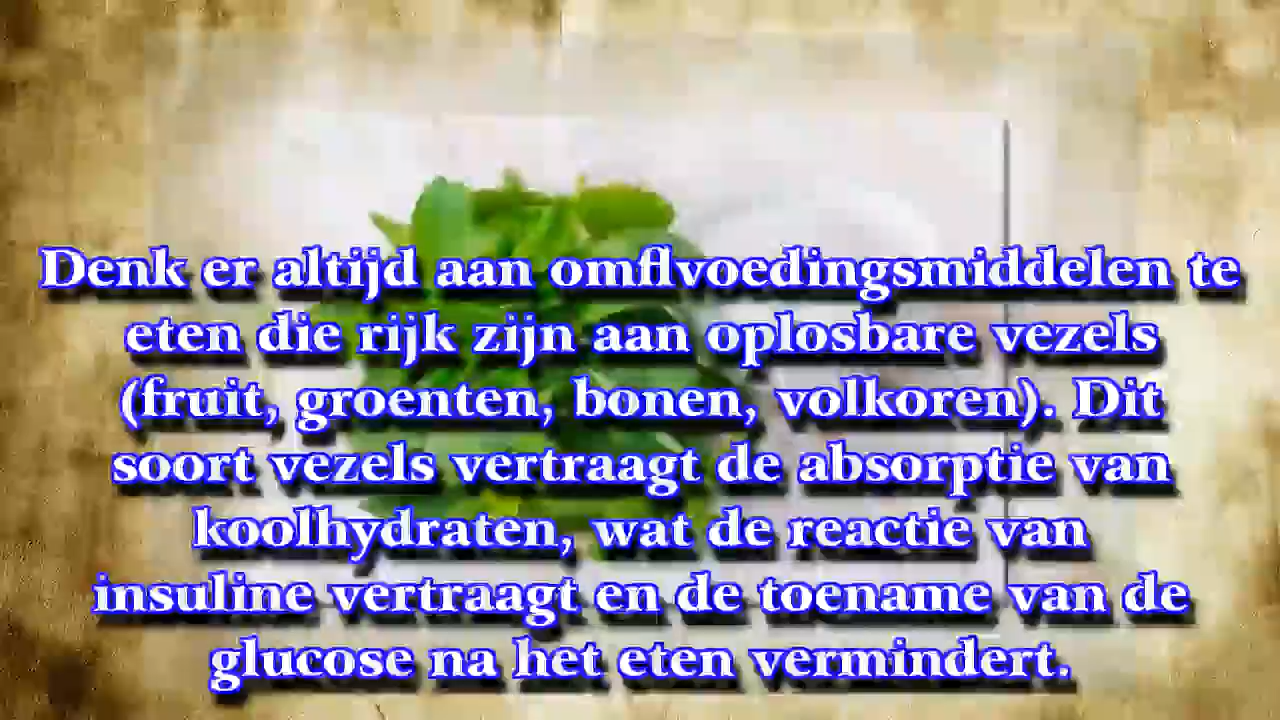 Denk er altijd aan omflvoedingsmiddelen te
eten die rijk zijn aan oplosbare vezels
(fruit, groenten, bonen, volkoren). Dit
soort vezels vertraagt de absorptie van
koolhydraten, wat de reactie van
insuline vertraagt en de toename van de
glucose na het eten vermindert.